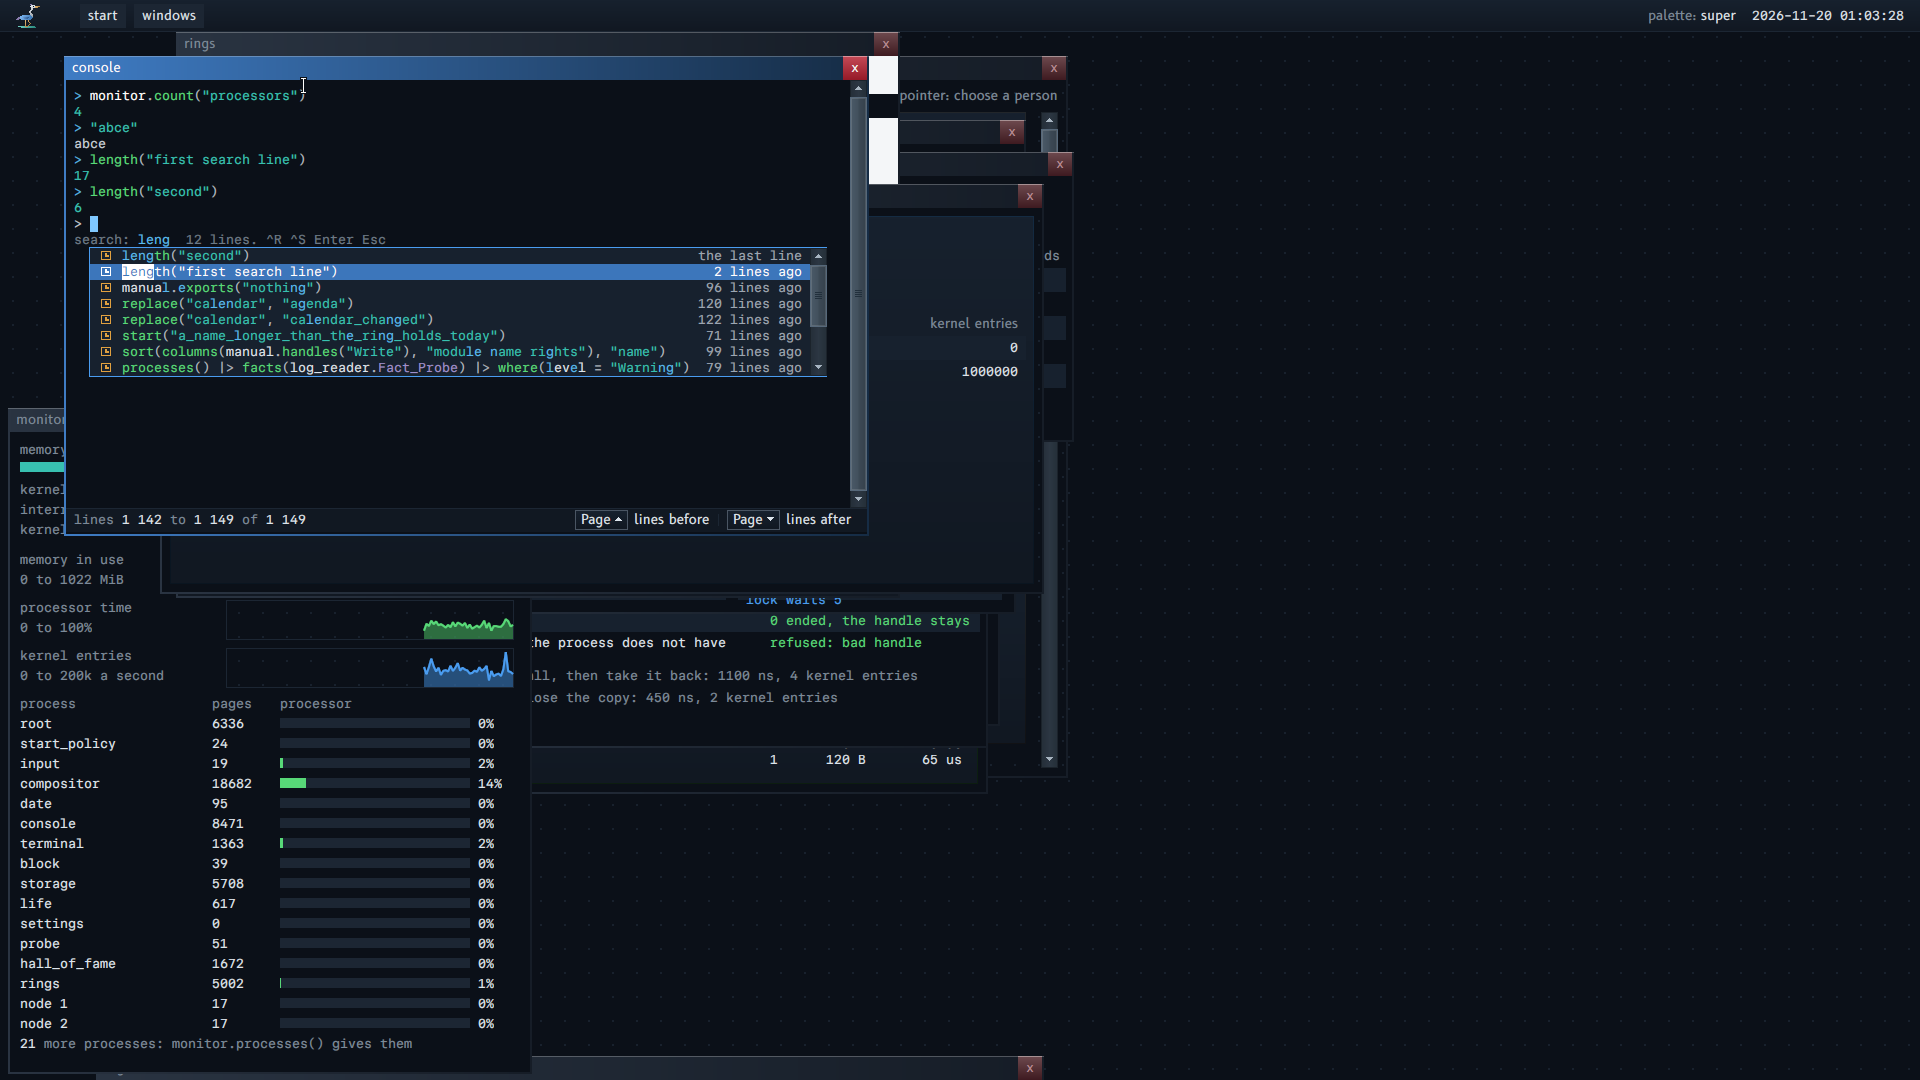 start windows palette: super 2026-11-20 01:03:28
rings x
console x
x
> monitor.count("processors")
4
> "abce"
abce
> length("first search line")
17
> length("second")
6
>
search: leng 12 lines. ^R ^S Enter Esc
length("second") the last line
length("first search line") 2 lines ago
manual.exports("nothing") 96 lines ago
replace("calendar", "agenda") 120 lines ago
replace("calendar", "calendar_changed") 122 lines ago
start("a_name_longer_than_the_ring_holds_today") 71 lines ago
sort(columns(manual.handles("Write"), "module name rights"), "name") 99 lines ago
processes() |> facts(log_reader.Fact_Probe) |> where(level = "Warning") 79 lines ago
lines 1 142 to 1 149 of 1 149 Page lines before Page lines after
pointer: choose a person
x
x
x
ds
kernel entries
0
1000000
lock waits 5
0 ended, the handle stays
the process does not have refused: bad handle
all, then take it back: 1100 ns, 4 kernel entries
ose the copy: 450 ns, 2 kernel entries
1 120 B 65 us
x
monitor
memory
kernel
inter
kernel
memory in use
0 to 1022 MiB
processor time
0 to 100%
kernel entries
0 to 200k a second
process pages processor
root 6336 0%
start_policy 24 0%
input 19 2%
compositor 18682 14%
date 95 0%
console 8471 0%
terminal 1363 2%
block 39 0%
storage 5708 0%
life 617 0%
settings 0 0%
probe 51 0%
hall_of_fame 1672 0%
rings 5002 1%
node 1 17 0%
node 2 17 0%
21 more processes: monitor.processes() gives them